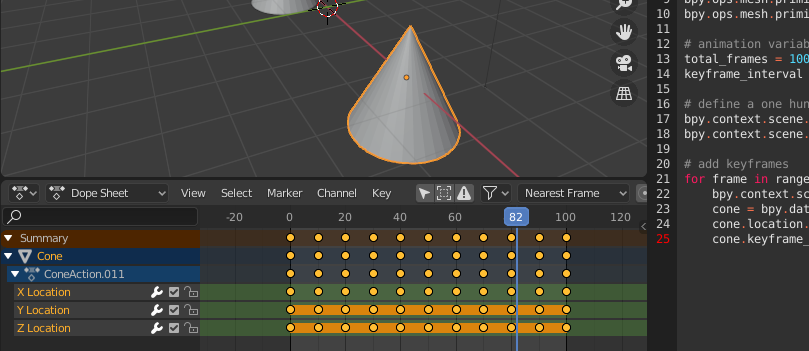 Dope Sheet View Select Marker Channel Key Nearest Frame
-20 0 20 40 60 82 100 120
Summary
Cone
ConeAction.011
X Location
Y Location
Z Location
9 bpy.ops.mesh.primi
10 bpy.ops.mesh.primi
11
12 # animation variab
13 total_frames = 100
14 keyframe_interval
15
16 # define a one hun
17 bpy.context.scene.
18 bpy.context.scene.
19
20 # add keyframes
21 for frame in range
22 bpy.context.sc
23 cone = bpy.dat
24 cone.location.
25 cone.keyframe_